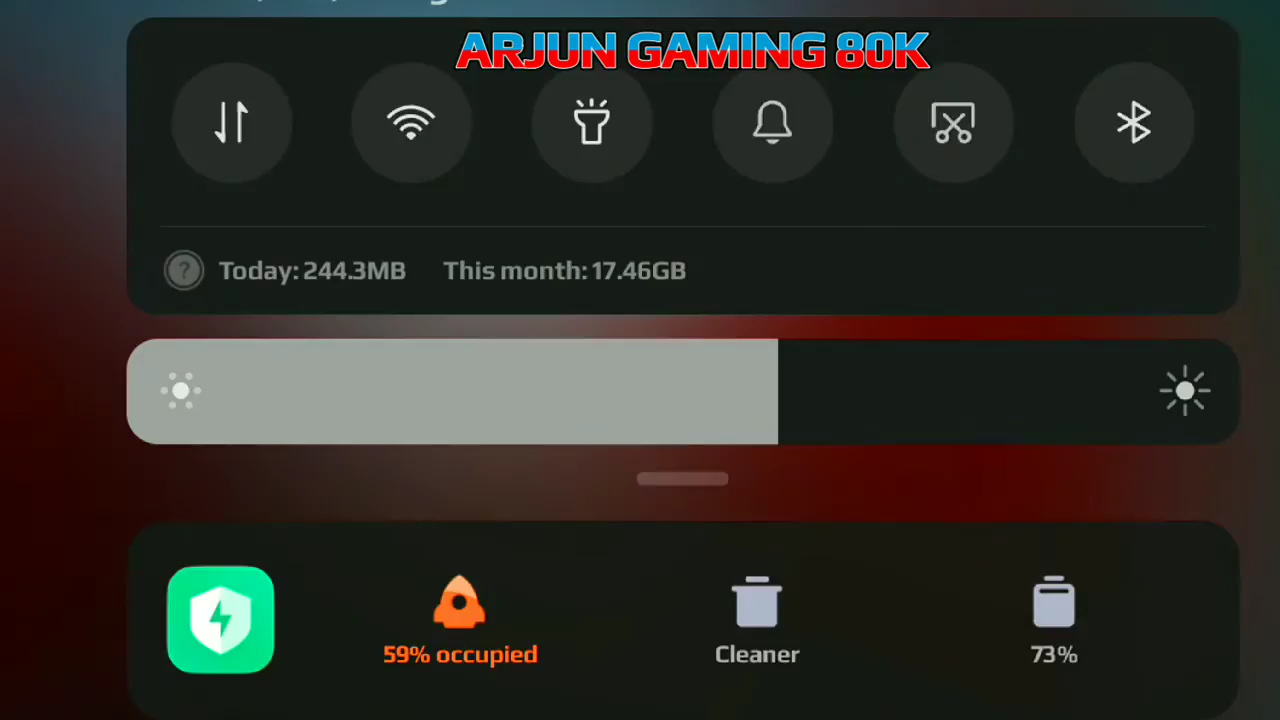 ARJUN GAMING 80K
Today: 244.3MB This month: 17.46GB
59% occupied Cleaner 73%